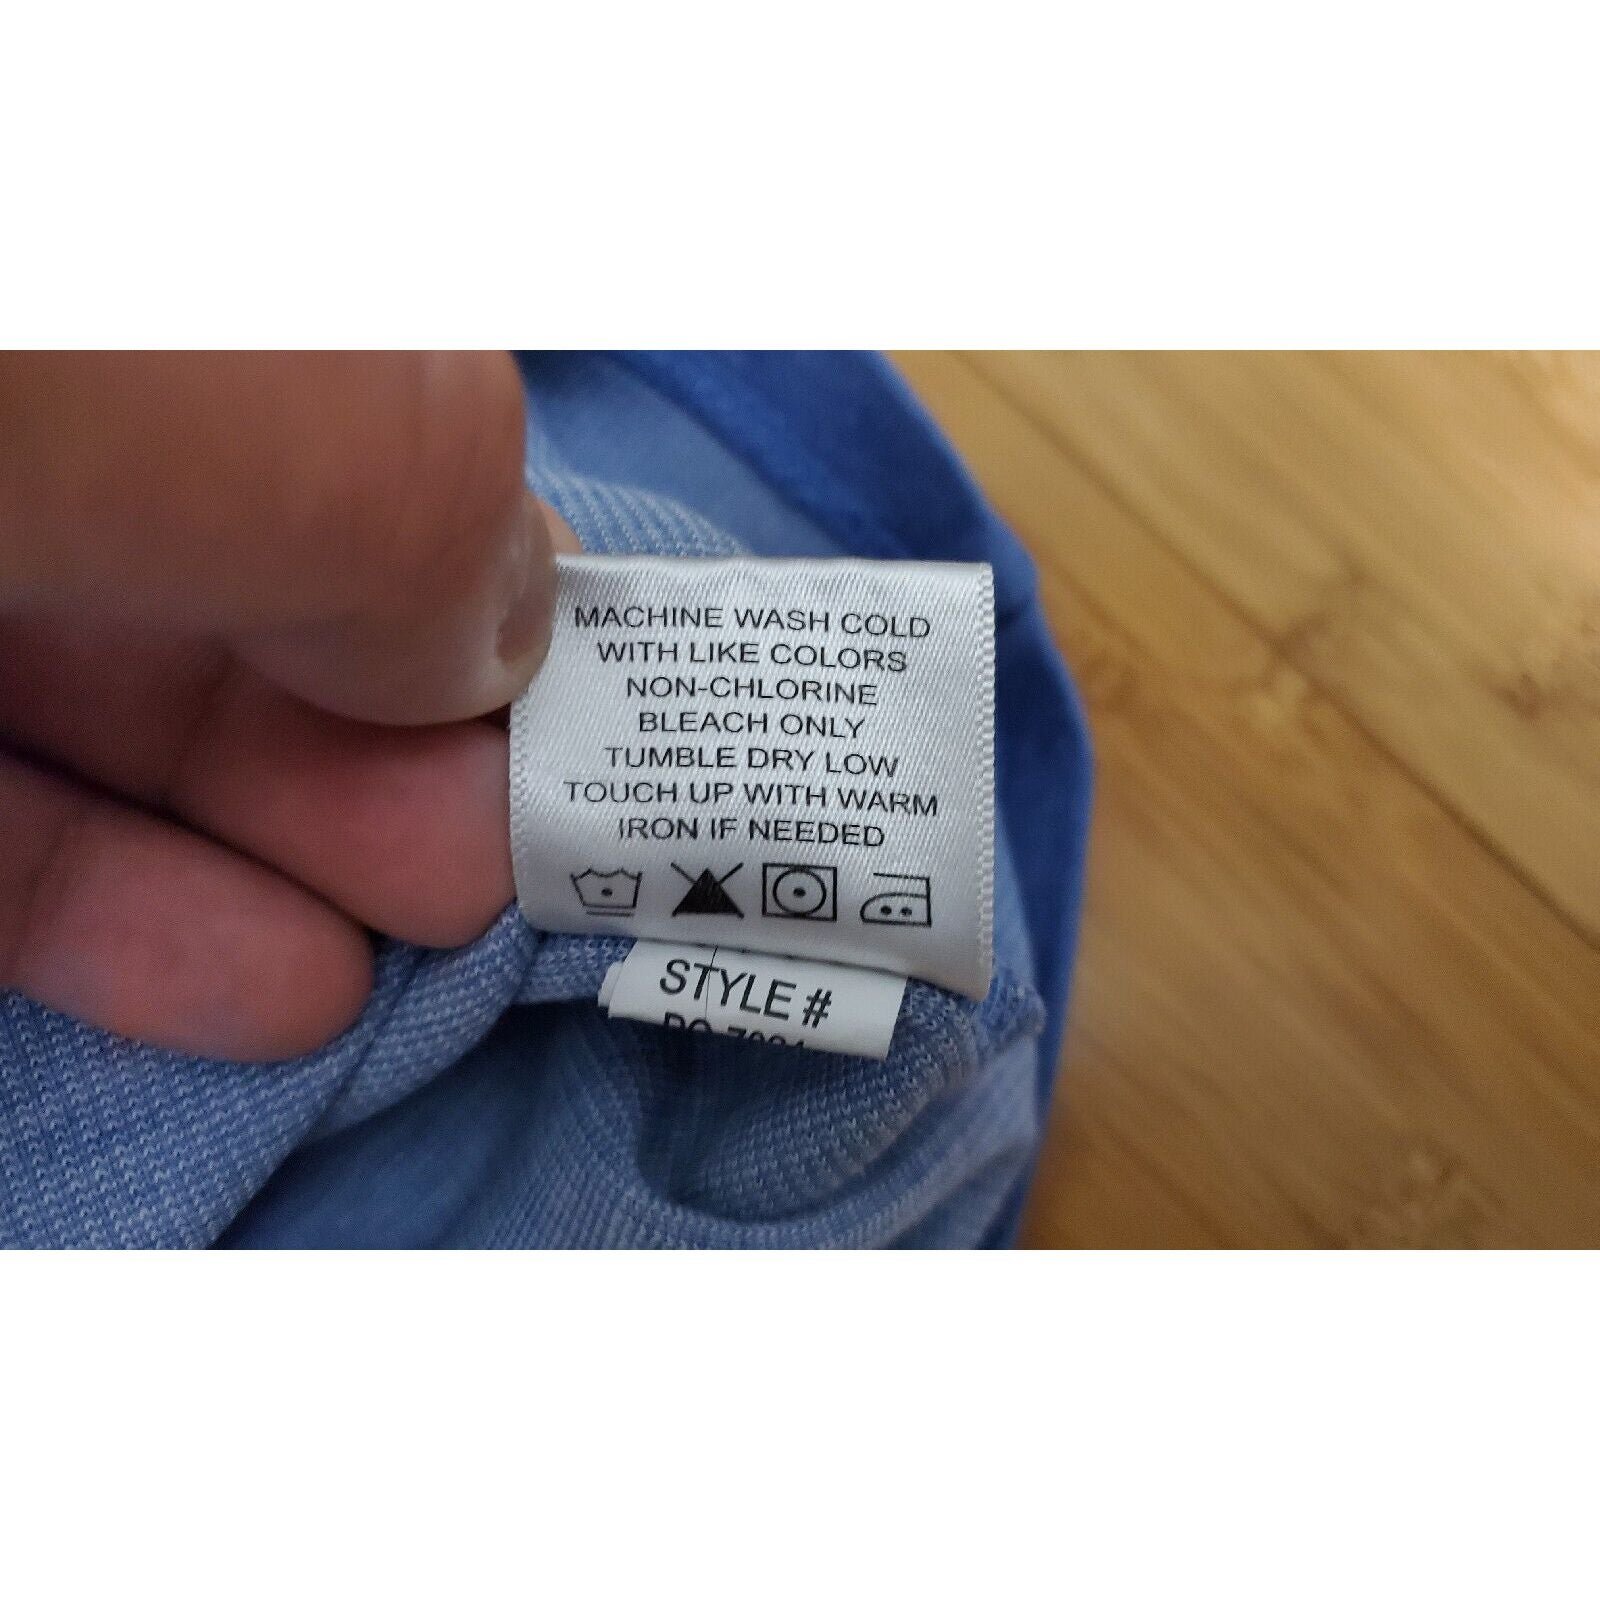 MACHINE WASH COLD
WITH LIKE COLORS
NON-CHLORINE
BLEACH ONLY
TUMBLE DRY LOW
TOUCH UP WITH WARM
IRON IF NEEDED
STYLE #